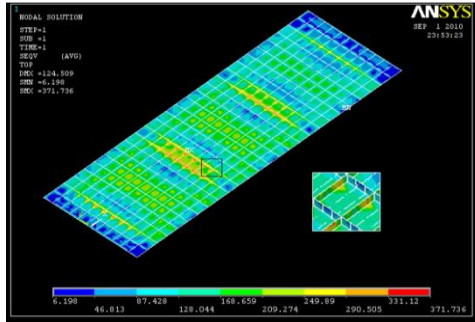 1
NODAL SOLUTION
STEP=1
SUB =1
TIME=1
SEQV (AVG)
TOP
DMX =124.509
SMN =6.198
SMX =371.736
ANSYS
SEP 1 2010
23:53:23
MN
MX
6.198 87.428 168.659 249.89 331.12
46.813 128.044 209.274 290.505 371.736